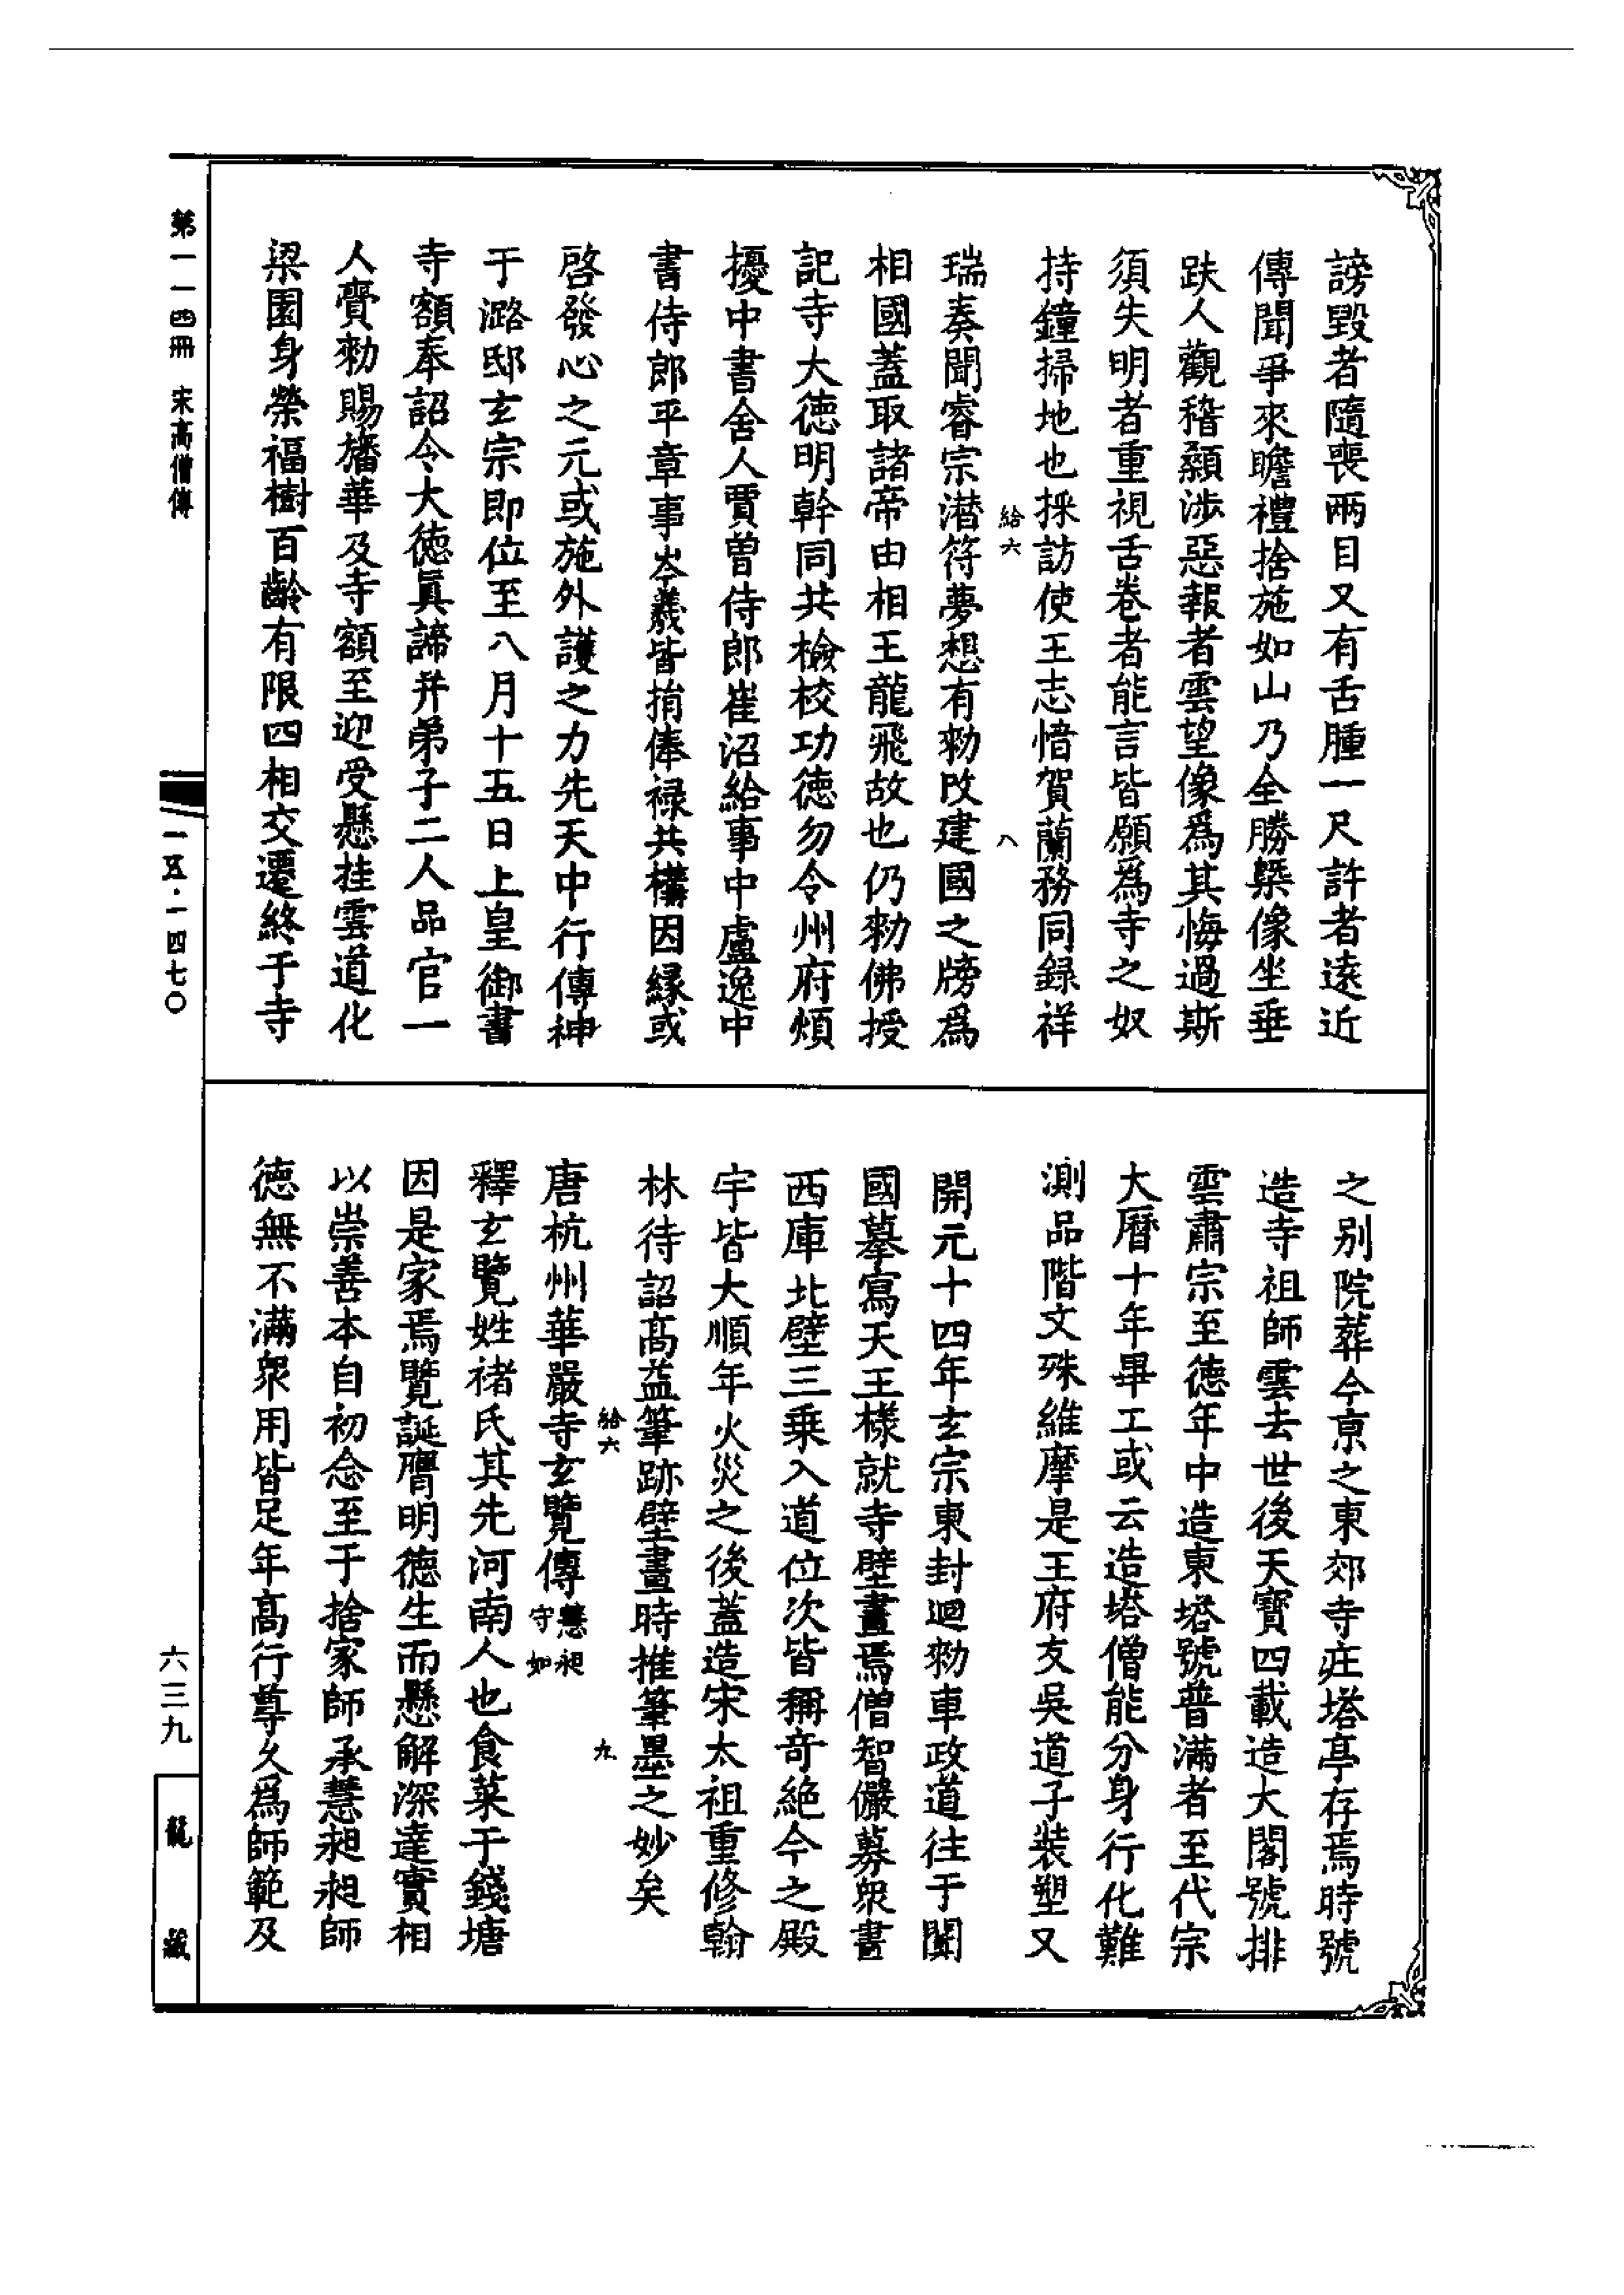 謗毀者隨喪兩目又有舌腫一尺許者遠近
傳聞爭來瞻禮捨施如山乃全勝槩像坐垂
趺人觀稽顙涉惡報者雲望像爲其悔過斯
須失明者重視舌卷者能言皆願爲寺之奴
持鐘掃地也採訪使王志愔賀蘭務同録祥
給六 八
瑞奏聞睿宗潛符夢想有勑改建國之牓爲
相國蓋取諸帝由相王龍飛故也仍勑佛授
記寺大德明幹同共檢校功德勿令州府煩
擾中書舍人賈曾侍郎崔沼給事中盧逸中
書侍郎平章事岑羲皆捐俸禄共構因縁或
啓發心之元或施外護之力先天中行傳神
于潞邸玄宗即位至八月十五日上皇御書
寺額奉詔令大德眞諦并弟子二人品官一
人賷勑賜旛華及寺額至迎受懸挂雲道化
梁園身榮福樹百齡有限四相交遷終于寺
之别院葬今京之東郊寺庄塔亭存焉時號
造寺祖師雲去世後天寶四載造大閣號排
雲肅宗至德年中造東塔號普滿者至代宗
大曆十年畢工或云造塔僧能分身行化難
測品階文殊維摩是王府友吳道子裝塑又
開元十四年玄宗東封迴勑車政道往于闐
國摹寫天王樣就寺壁畫焉僧智儼募衆畫
西庫北壁三乗入道位次皆稱奇絶今之殿
宇皆大順年火災之後蓋造宋太祖重修翰
林待詔高益筆跡壁畫時推筆墨之妙矣
給六 九
唐杭州華嚴寺玄覽傳慧昶 守如
釋玄覽姓禇氏其先河南人也食菜于錢塘
因是家焉覽誕膺明德生而懸解深達實相
以崇善本自初念至于捨家師承慧昶昶師
德無不滿衆用皆足年高行尊久爲師範及
第一一四冊 宋高僧傳
一五·一四七〇
六三九
龍藏